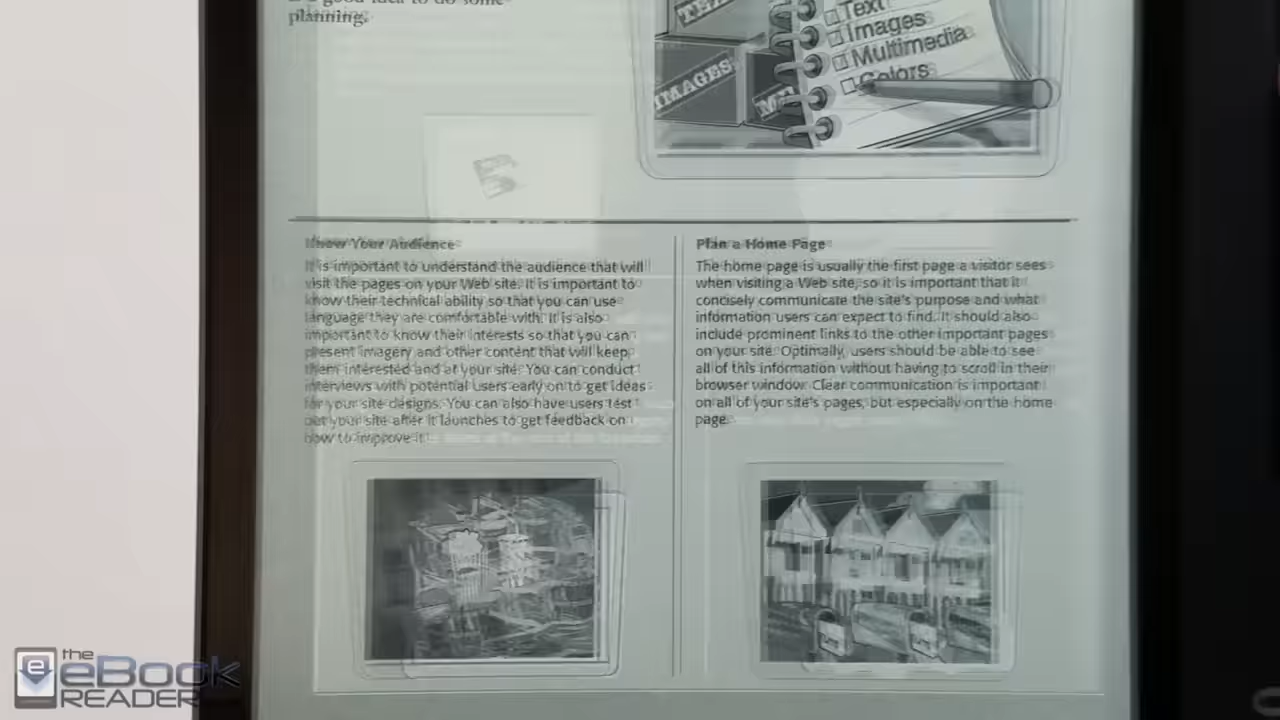 planning.
Text
Images
Multimedia
Colors
IMAGES
Know Your Audience
It is important to understand the audience that will
visit the pages on your Web site. It is important to
know their technical ability so that you can use
language they are comfortable with. It is also
important to know their interests so that you can
present imagery and other content that will keep
them interested and at your site. You can conduct
interviews with potential users early on to get ideas
for your site designs. You can also have users test
out your site after it launches to get feedback on
how to improve it.
Plan a Home Page
The home page is usually the first page a visitor sees
when visiting a Web site, so it is important that it
concisely communicate the site's purpose and what
information users can expect to find. It should also
include prominent links to the other important pages
on your site. Optimally, users should be able to see
all of this information without having to scroll in their
browser window. Clear communication is important
on all of your site's pages, but especially on the home
page.
the
eBook
READER